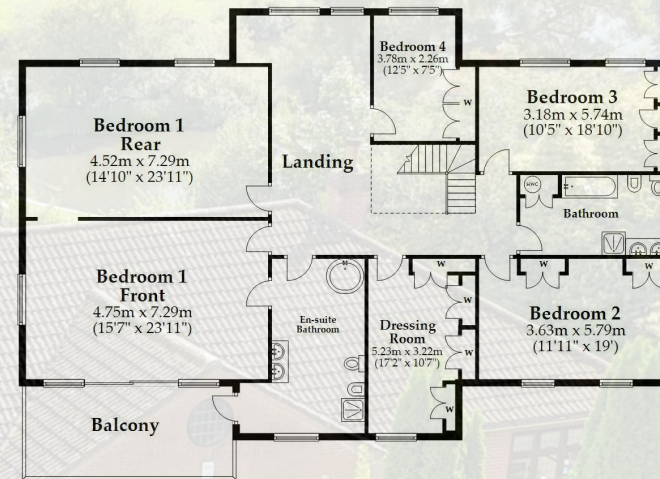 Bedroom 4
3.78m x 2.26m
(12'5" x 7'5")
W
Bedroom 1
Rear
4.52m x 7.29m
(14'10" x 23'11")
Bedroom 3
3.18m x 5.74m
(10'5" x 18'10")
Landing
HWC
Bathroom
W
W
W
W
Bedroom 1
Front
4.75m x 7.29m
(15'7" x 23'11")
En-suite
Bathroom
Dressing
Room
5.23m x 3.22m
(17'2" x 10'7")
W
W
W
Bedroom 2
3.63m x 5.79m
(11'11" x 19')
Balcony